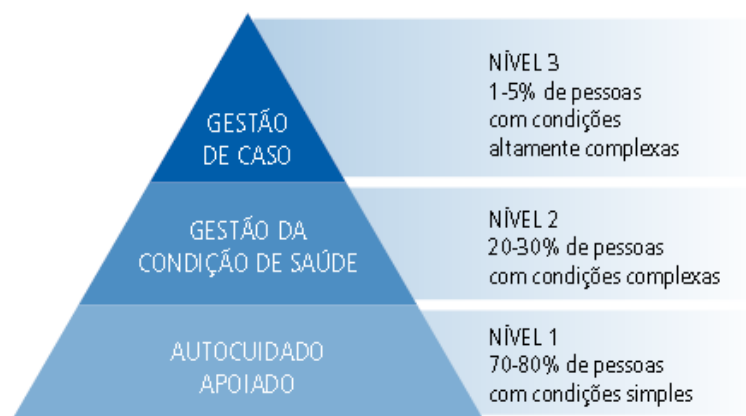 GESTÃO
DE CASO
NÍVEL 3
1-5% de pessoas
com condições
altamente complexas
GESTÃO DA
CONDIÇÃO DE SAÚDE
NÍVEL 2
20-30% de pessoas
com condições complexas
AUTOCUIDADO
APOIADO
NÍVEL 1
70-80% de pessoas
com condições simples